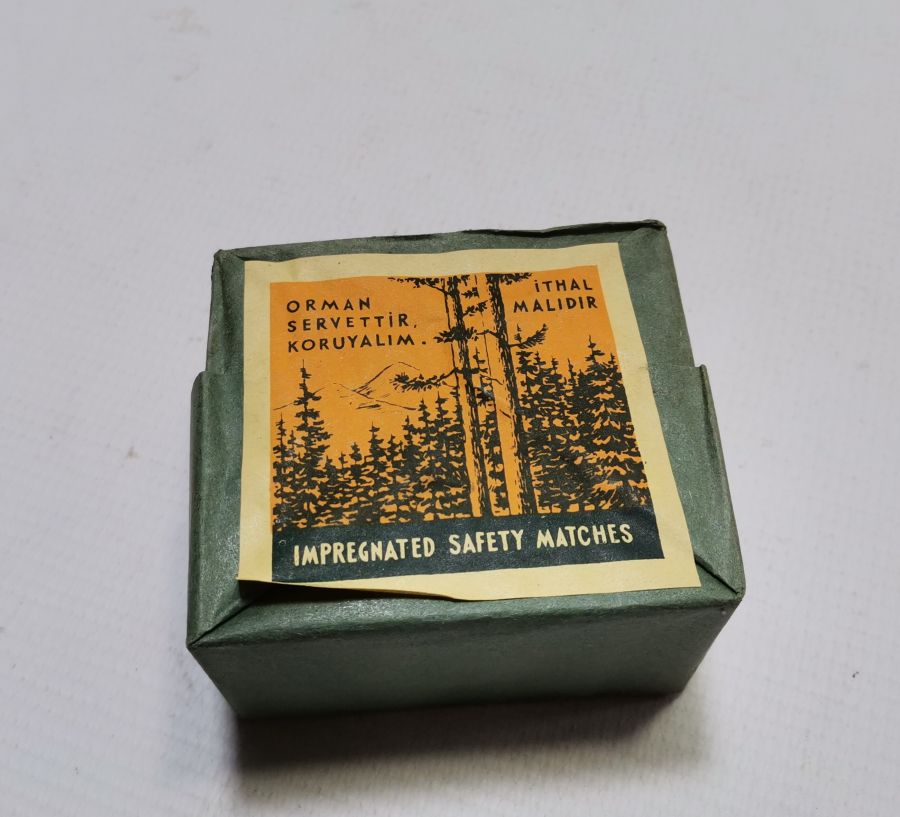 ORMAN
SERVETTİR,
KORUYALIM.
İTHAL
MALIDIR
IMPREGNATED SAFETY MATCHES